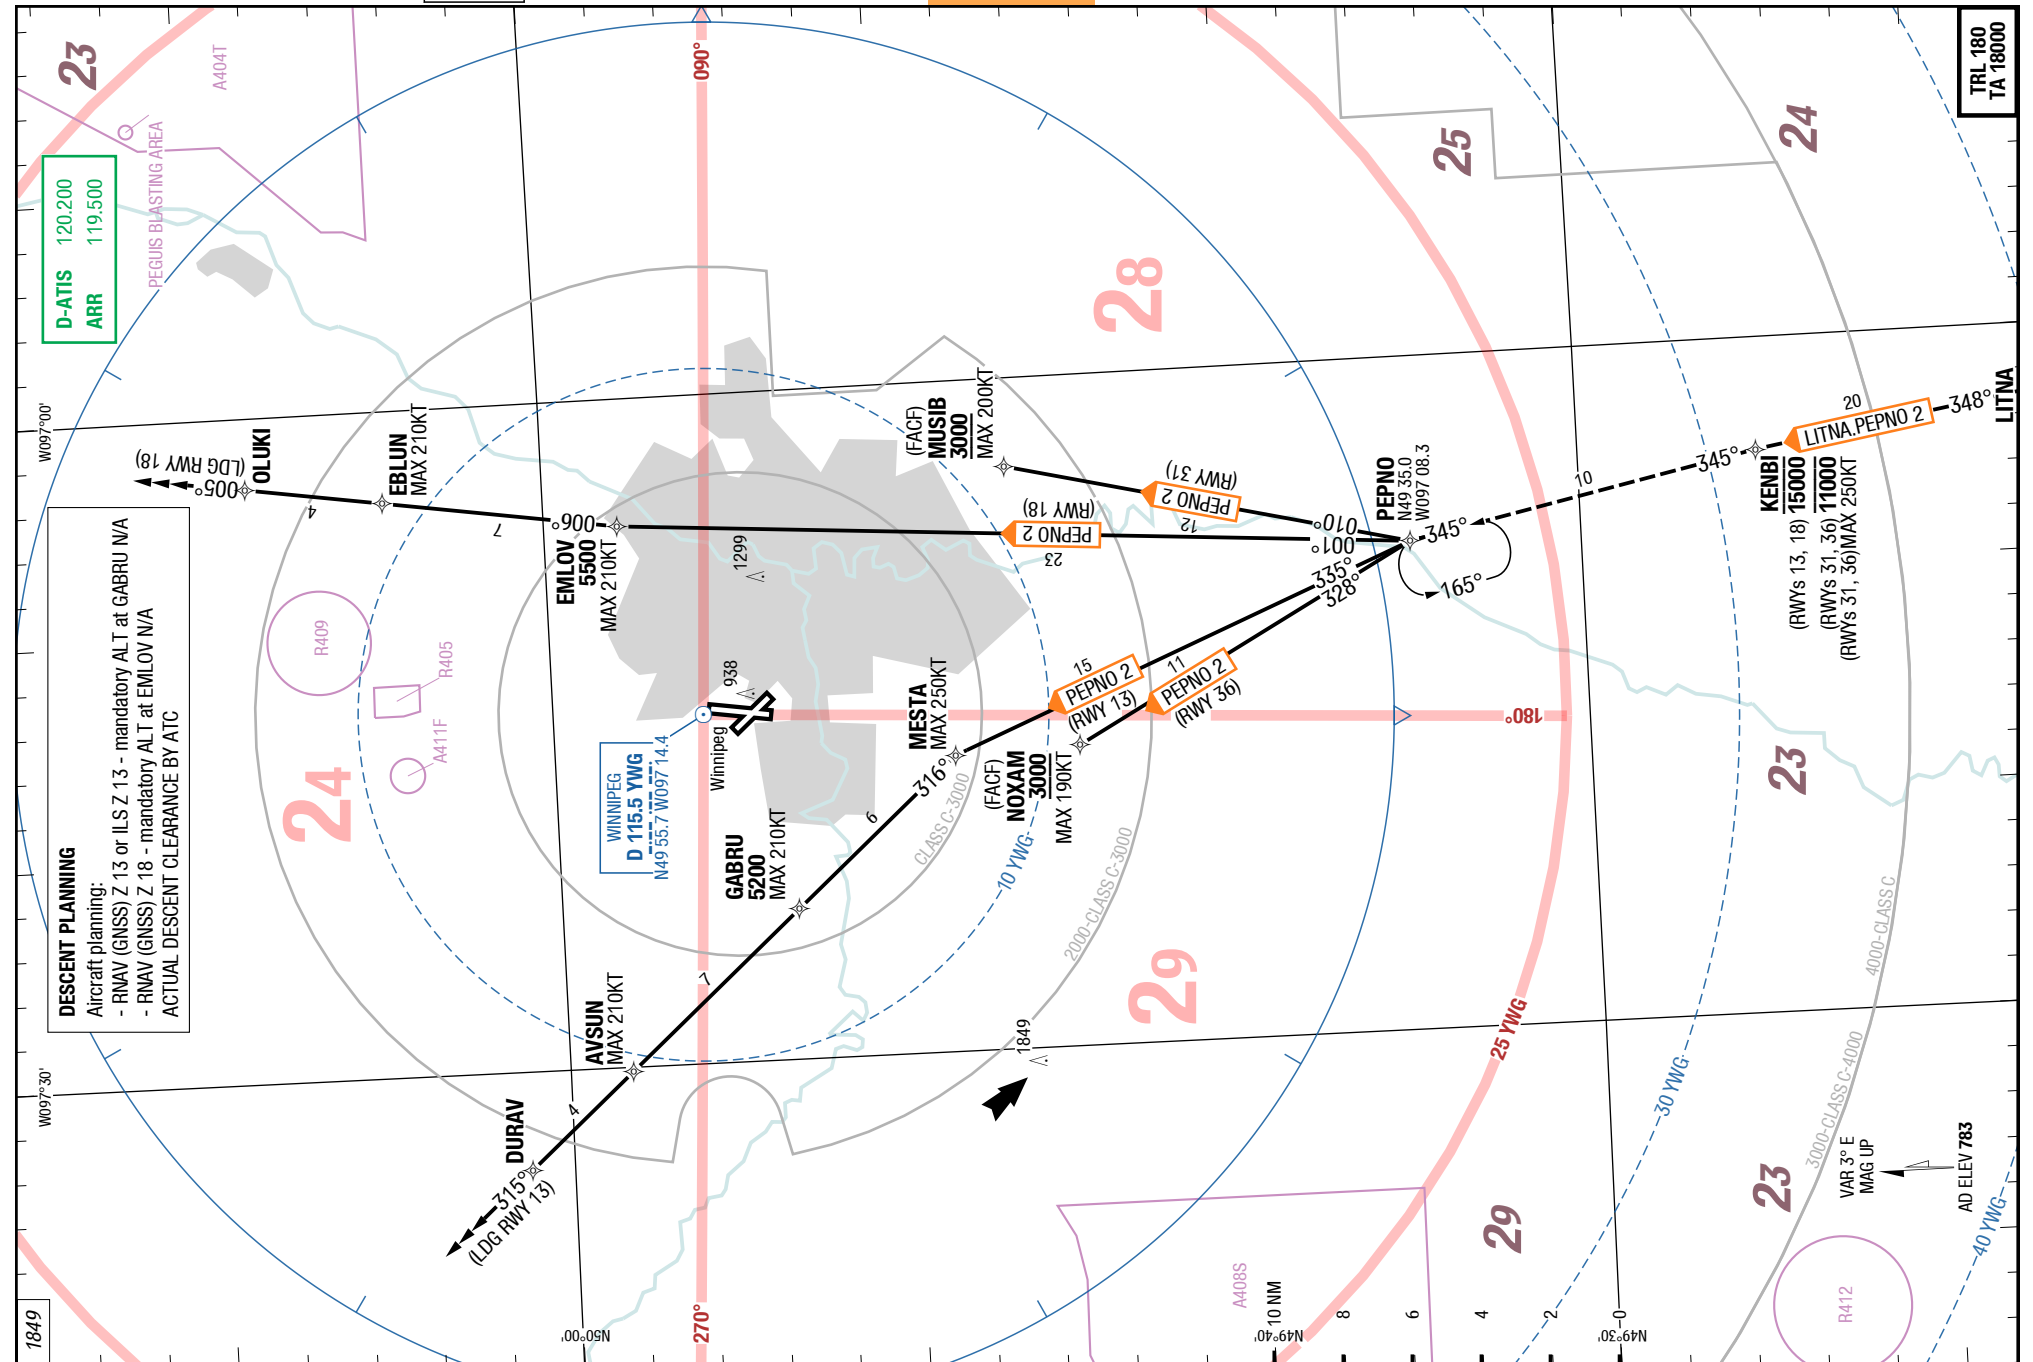 1849
23
A404T
PEGUIS BLASTING AREA
D-ATIS 120.200
ARR 119.500
DESCENT PLANNING
Aircraft planning:
- RNAV (GNSS) Z 13 or ILS Z 13 - mandatory ALT at GABRU N/A
- RNAV (GNSS) Z 18 - mandatory ALT at EMLOV N/A
ACTUAL DESCENT CLEARANCE BY ATC
W097°00'
W097°30'
(LDG RWY 18)
005°
OLUKI
4
EBLUN
MAX 210KT
7
006°
EMLOV
5500
MAX 210KT
R409
R405
A411F
24
090°
270°
180°
1299
938
Winnipeg
WINNIPEG
D 115.5 YWG
N49 55.7 W097 14.4
GABRU
5200
MAX 210KT
6
316°
MESTA
MAX 250KT
7
AVSUN
MAX 210KT
4
DURAV
315°
(LDG RWY 13)
N50°00'
CLASS C-3000
2000-CLASS C-3000
10 YWG
(FACF)
NOXAM
3000
MAX 190KT
(FACF)
MUSIB
3000
MAX 200KT
28
PEPNO 2
(RWY 31)
12
PEPNO 2
(RWY 18)
23
15
PEPNO 2
(RWY 13)
11
PEPNO 2
(RWY 36)
010°
001°
335°
328°
PEPNO
N49 35.0
W097 08.3
345°
165°
10
345°
KENBI
(RWYs 13, 18) 15000
(RWYs 31, 36) 11000
(RWYs 31, 36)MAX 250KT
20
LITNA.PEPNO 2
348°
LITNA
25
24
TRL 180
TA 18000
29
1849
25 YWG
30 YWG
40 YWG
4000-CLASS C
3000-CLASS C-4000
23
29
23
A408S
R412
10 NM
8
6
4
2
0
N49°40'
N49°30'
VAR 3° E
MAG UP
AD ELEV 783